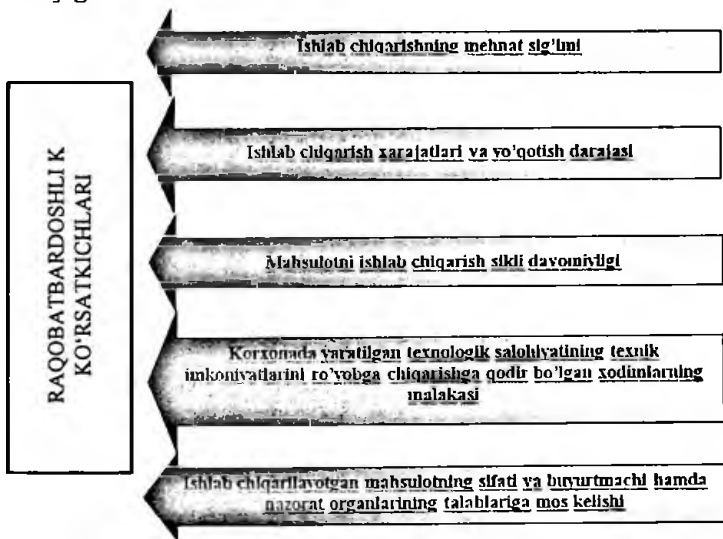 RAQOBATBARDOSHLI K
KO'RSATKICHLARI
Ishlab chiqarishning mehnat sig'imi
Ishlab chiqarish xarajatlari va yo'qotish darajasi
Mahsulotni ishlab chiqarish sikli davomiyligi
Korxonada yaratilgan texnologik salohiyatining texnik
imkoniyatlarini ro'yobga chiqarishga qodir bo'lgan xodimlarning
malakasi
Ishlab chiqarilayotgan mahsulotning sifati va buyurtmachi hamda
nazorat organlarining talablariga mos kelishi